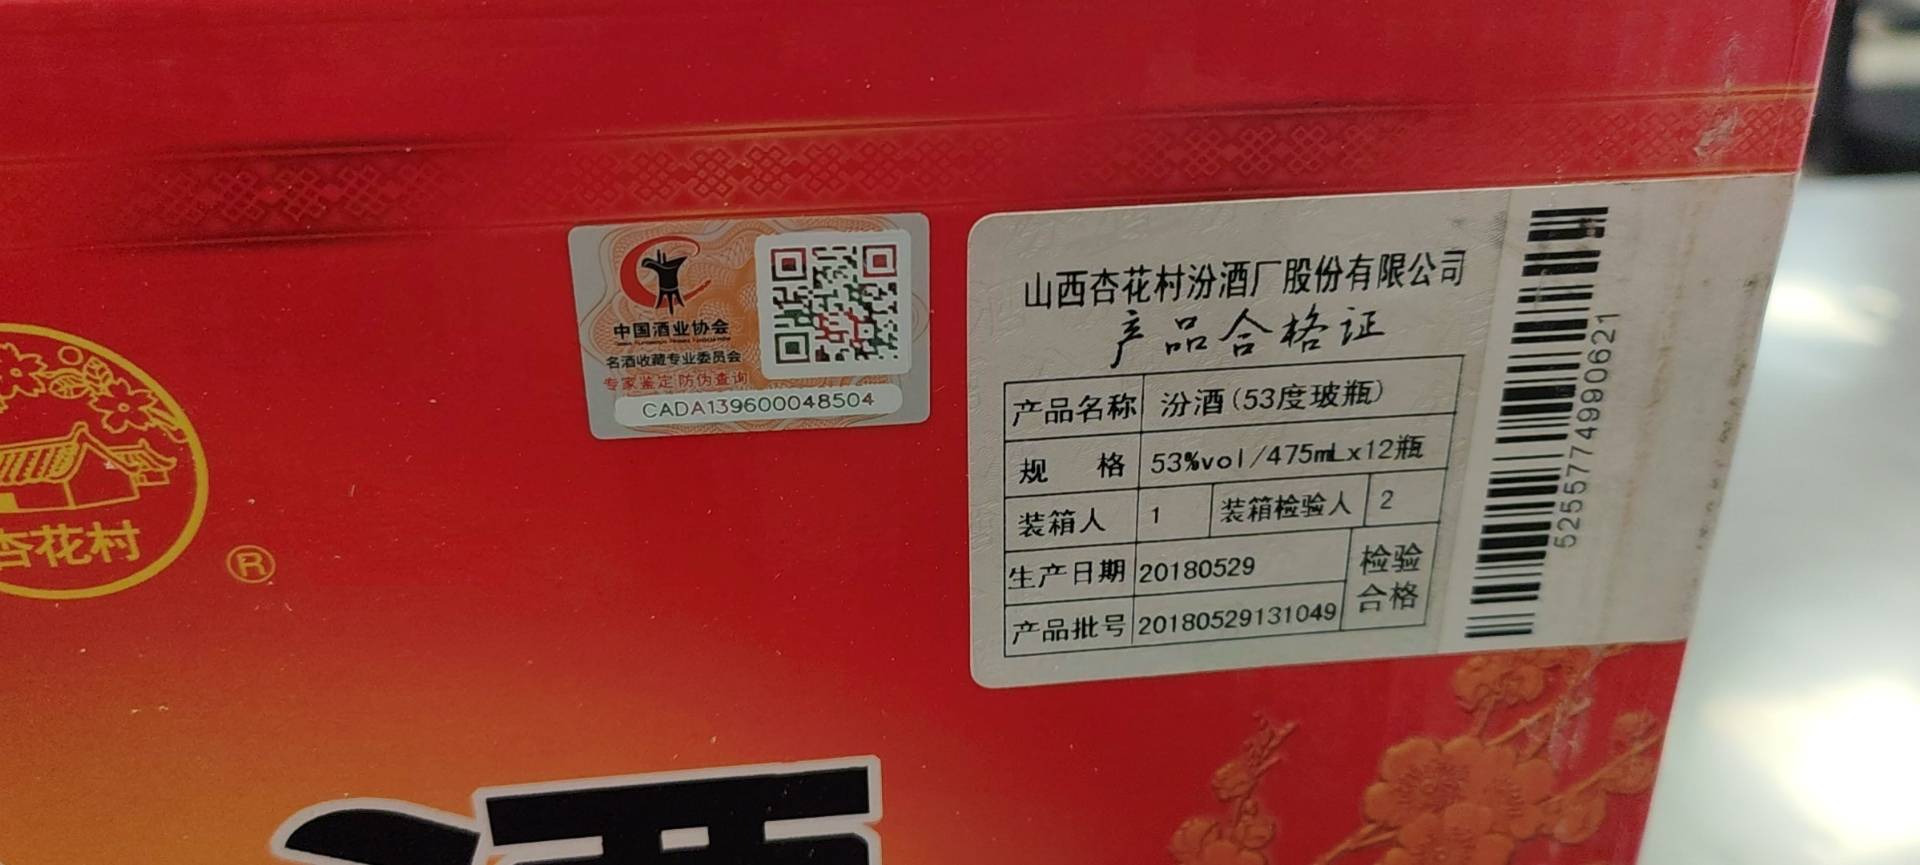 中国酒业协会
名酒收藏专业委员会
专家鉴定 防伪查询
CADA139600048504
山西杏花村汾酒厂股份有限公司
产品合格证
产品名称 汾酒(53度玻瓶)
规 格 53%vol/475mLx12瓶
装箱人 1 装箱检验人 2
生产日期 20180529 检验
产品批号 20180529131049 合格
5255774990621
杏花村
®
酒